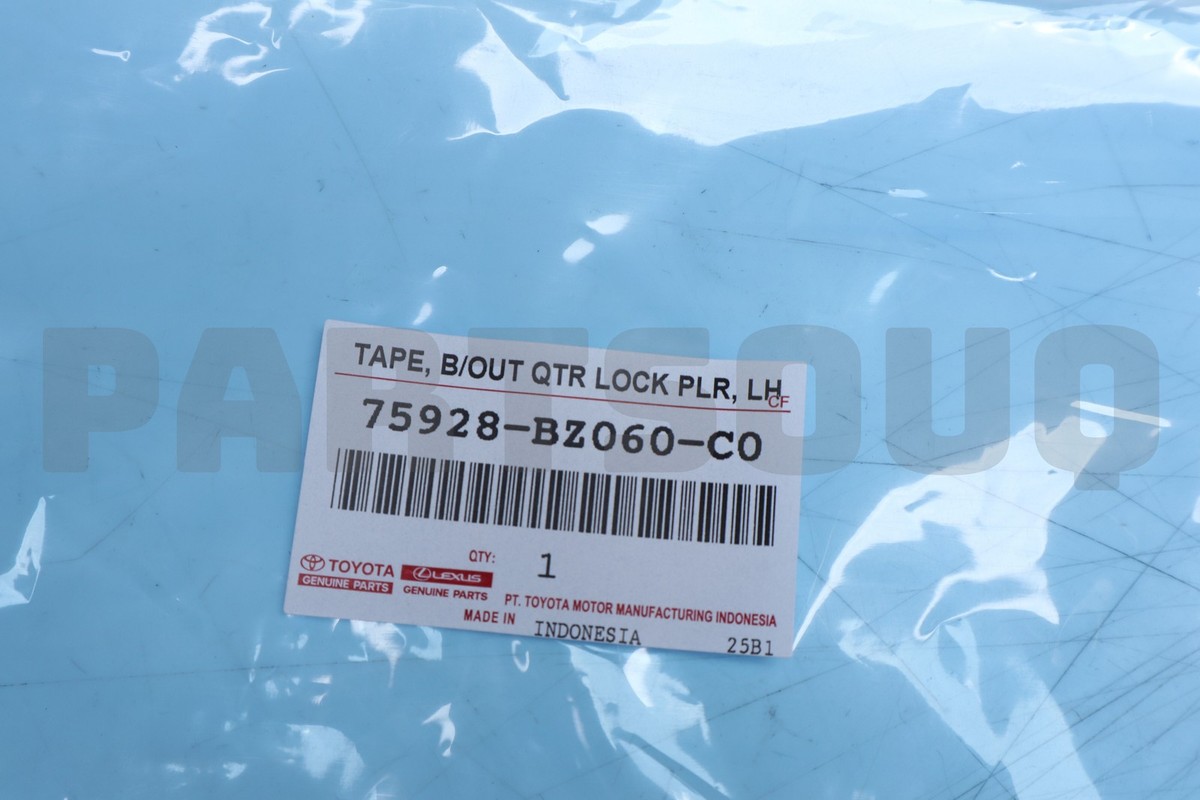 TAPE, B/OUT QTR LOCK PLR, LH
CF
75928-BZ060-C0
PARTSOUQ
QTY: 1
TOYOTA
GENUINE PARTS
LEXUS
GENUINE PARTS
PT. TOYOTA MOTOR MANUFACTURING INDONESIA
MADE IN INDONESIA 25B1